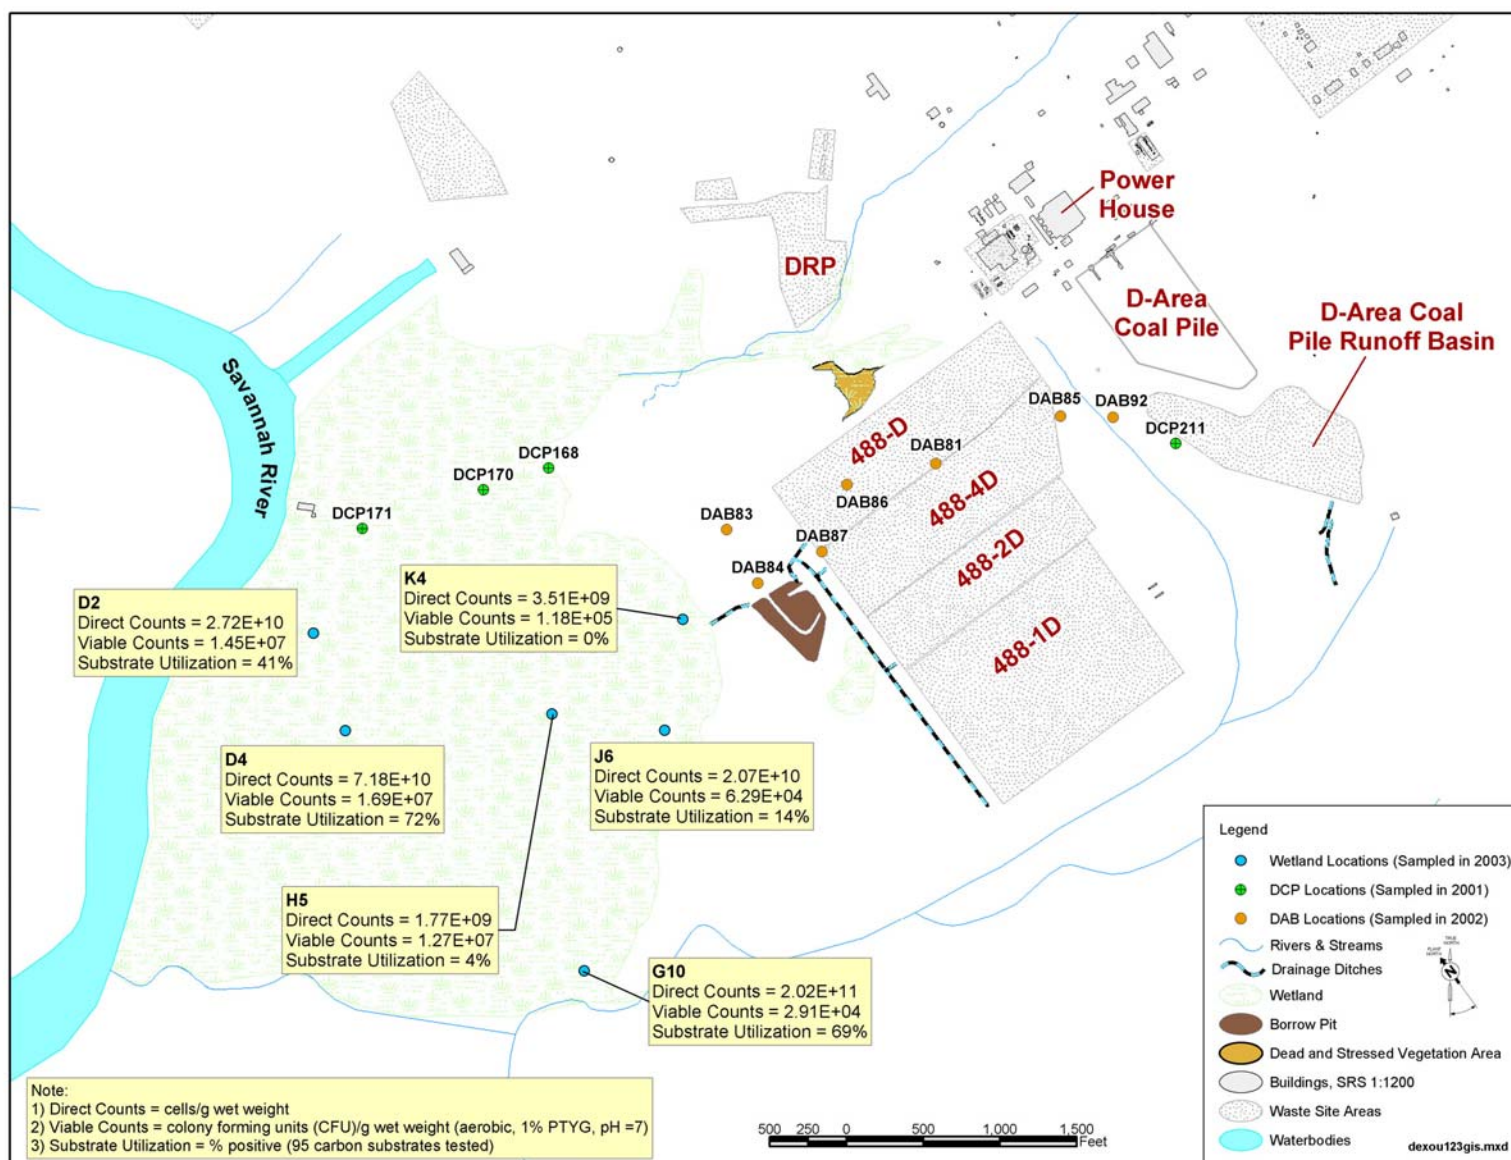 Power
House
DRP
D-Area
Coal Pile
D-Area Coal
Pile Runoff Basin
Savannah River
488-D
488-4D
488-2D
488-1D
DAB85
DAB92
DCP211
DAB81
DAB86
DCP168
DCP170
DCP171
DAB83
DAB87
DAB84
K4
Direct Counts = 3.51E+09
Viable Counts = 1.18E+05
Substrate Utilization = 0%
D2
Direct Counts = 2.72E+10
Viable Counts = 1.45E+07
Substrate Utilization = 41%
D4
Direct Counts = 7.18E+10
Viable Counts = 1.69E+07
Substrate Utilization = 72%
J6
Direct Counts = 2.07E+10
Viable Counts = 6.29E+04
Substrate Utilization = 14%
H5
Direct Counts = 1.77E+09
Viable Counts = 1.27E+07
Substrate Utilization = 4%
G10
Direct Counts = 2.02E+11
Viable Counts = 2.91E+04
Substrate Utilization = 69%
Note:
1) Direct Counts = cells/g wet weight
2) Viable Counts = colony forming units (CFU)/g wet weight (aerobic, 1% PTYG, pH =7)
3) Substrate Utilization = % positive (95 carbon substrates tested)
500 250 0 500 1,000 1,500
Feet
Legend
Wetland Locations (Sampled in 2003)
DCP Locations (Sampled in 2001)
DAB Locations (Sampled in 2002)
Rivers & Streams
Drainage Ditches
Wetland
Borrow Pit
Dead and Stressed Vegetation Area
Buildings, SRS 1:1200
Waste Site Areas
Waterbodies
PLANT
NORTH
TRUE
NORTH
N
dexou123gis.mxd